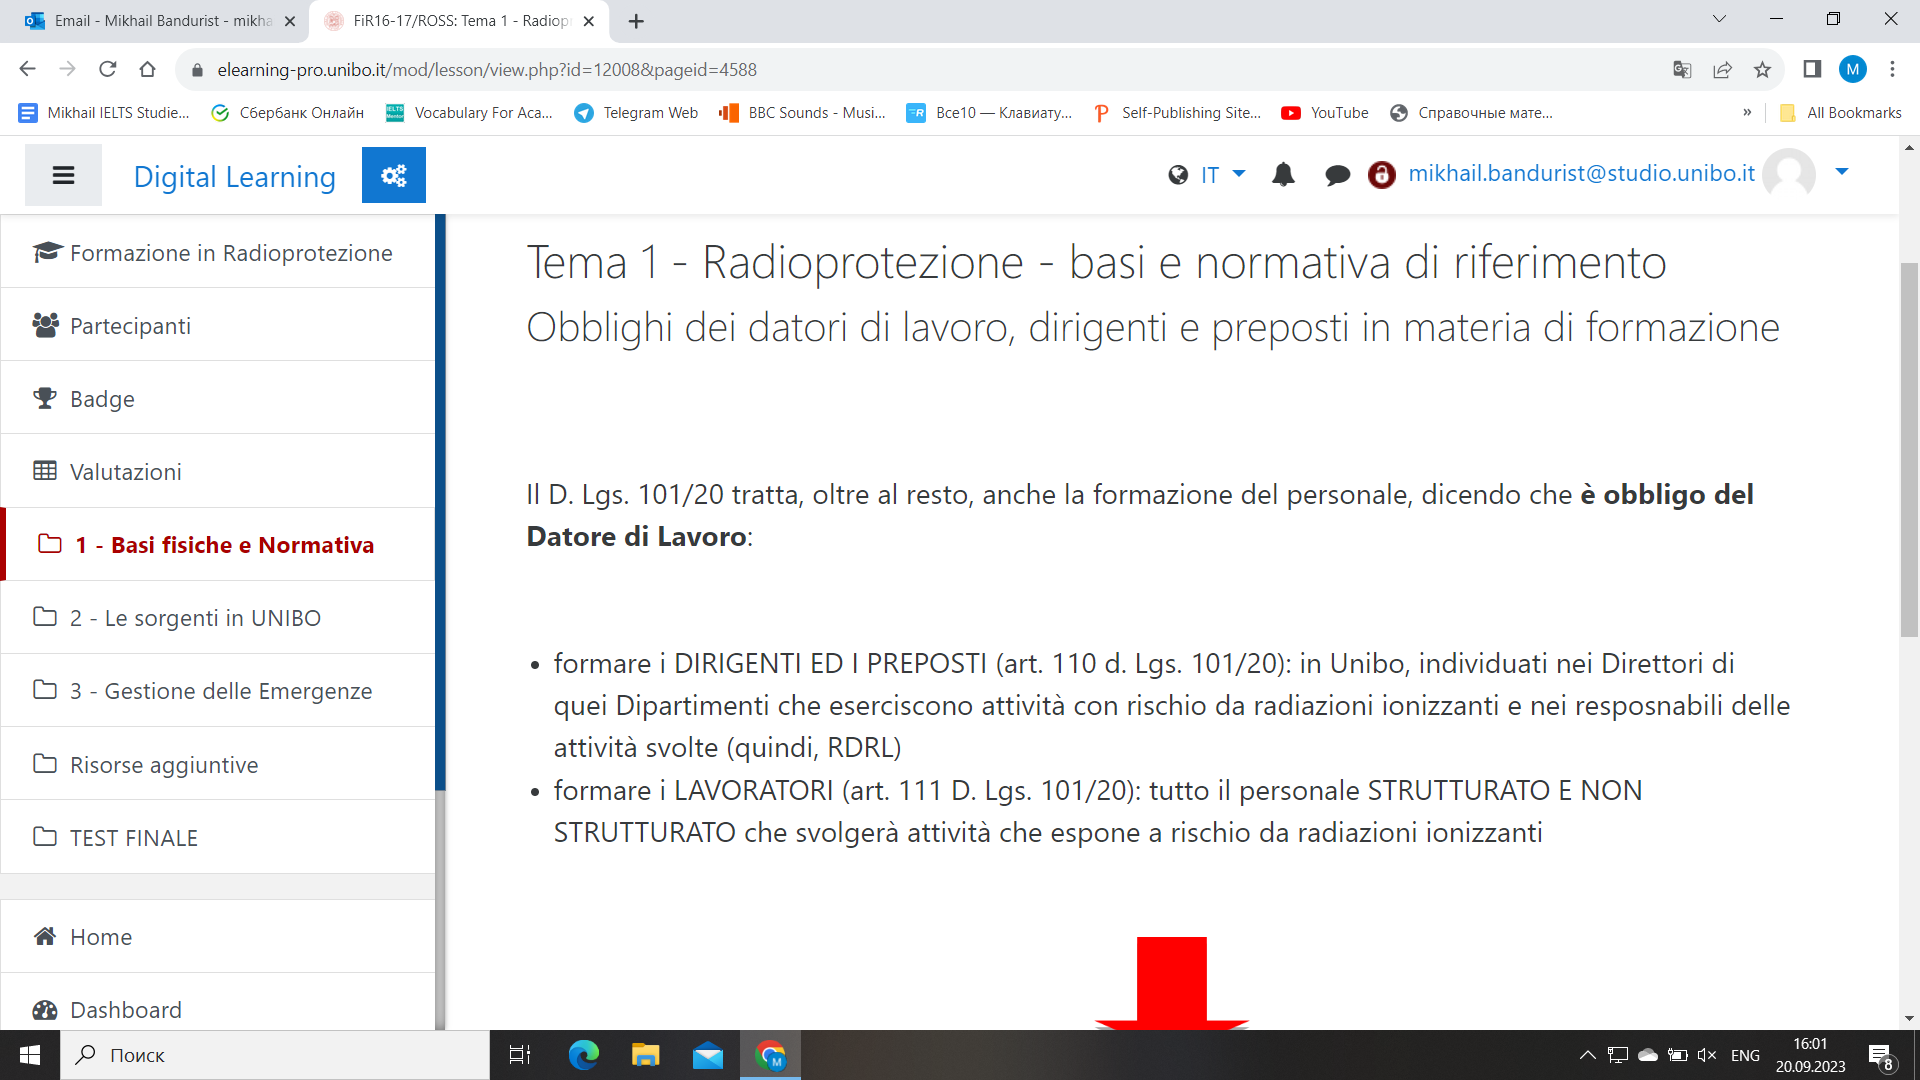 Email - Mikhail Bandurist - mikha
FiR16-17/ROSS: Tema 1 - Radiopr
elearning-pro.unibo.it/mod/lesson/view.php?id=12008&pageid=4588
M
Mikhail IELTS Studie...
Сбербанк Онлайн
Vocabulary For Aca...
Telegram Web
BBC Sounds - Musi...
Все10 — Клавиату...
Self-Publishing Site...
YouTube
Справочные мате...
»
All Bookmarks
Digital Learning
IT
mikhail.bandurist@studio.unibo.it
Formazione in Radioprotezione
Partecipanti
Badge
Valutazioni
1 - Basi fisiche e Normativa
2 - Le sorgenti in UNIBO
3 - Gestione delle Emergenze
Risorse aggiuntive
TEST FINALE
Home
Dashboard
Tema 1 - Radioprotezione - basi e normativa di riferimento
Obblighi dei datori di lavoro, dirigenti e preposti in materia di formazione
Il D. Lgs. 101/20 tratta, oltre al resto, anche la formazione del personale, dicendo che è obbligo del
Datore di Lavoro:
• formare i DIRIGENTI ED I PREPOSTI (art. 110 d. Lgs. 101/20): in Unibo, individuati nei Direttori di
quei Dipartimenti che eserciscono attività con rischio da radiazioni ionizzanti e nei resposnabili delle
attività svolte (quindi, RDRL)
• formare i LAVORATORI (art. 111 D. Lgs. 101/20): tutto il personale STRUTTURATO E NON
STRUTTURATO che svolgerà attività che espone a rischio da radiazioni ionizzanti
Поиск
M
ENG
16:01
20.09.2023
8